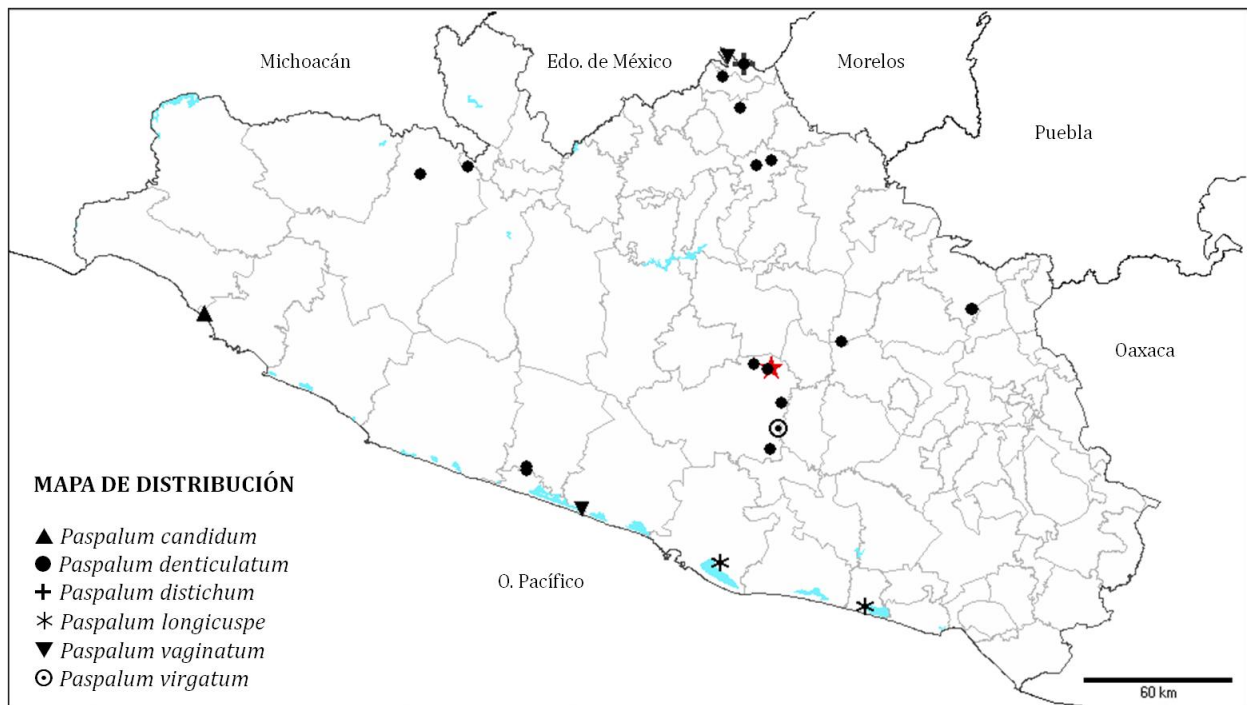 Michoacán
Edo. de México
Morelos
Puebla
Oaxaca
MAPA DE DISTRIBUCIÓN
Paspalum candidum
Paspalum denticulatum
Paspalum distichum
Paspalum longicuspe
Paspalum vaginatum
Paspalum virgatum
O. Pacífico
60 km